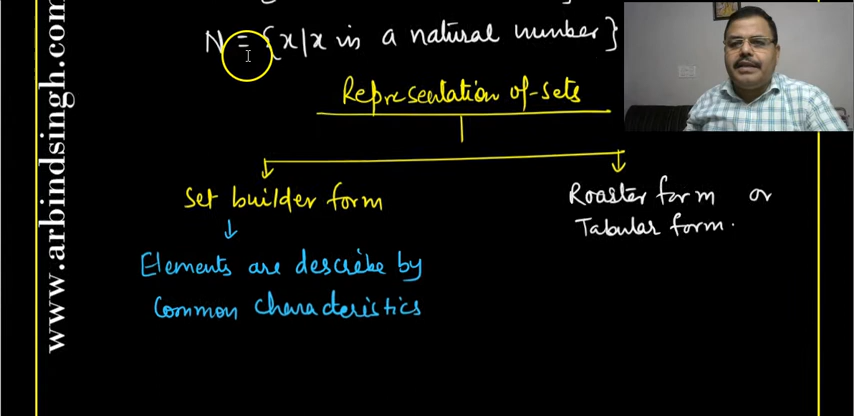 N = {x/x is a natural number}
Representation of sets
Set builder form
Roaster form or
Tabular form.
Elements are describe by
Common characteristics
www.arbindsingh.com